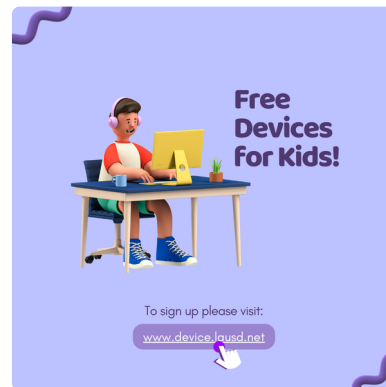 Free
Devices
for Kids!
To sign up please visit:
www.device.lausd.net